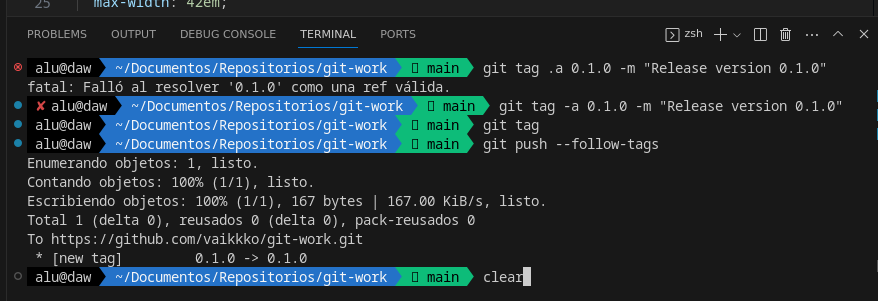 25 max-width: 42em;
PROBLEMS OUTPUT DEBUG CONSOLE TERMINAL PORTS zsh
alu@daw ~/Documentos/Repositorios/git-work main git tag .a 0.1.0 -m "Release version 0.1.0"
fatal: Falló al resolver '0.1.0' como una ref válida.
✘ alu@daw ~/Documentos/Repositorios/git-work main git tag -a 0.1.0 -m "Release version 0.1.0"
alu@daw ~/Documentos/Repositorios/git-work main git tag
alu@daw ~/Documentos/Repositorios/git-work main git push --follow-tags
Enumerando objetos: 1, listo.
Contando objetos: 100% (1/1), listo.
Escribiendo objetos: 100% (1/1), 167 bytes | 167.00 KiB/s, listo.
Total 1 (delta 0), reusados 0 (delta 0), pack-reusados 0
To https://github.com/vaikkko/git-work.git
* [new tag] 0.1.0 -> 0.1.0
alu@daw ~/Documentos/Repositorios/git-work main clear